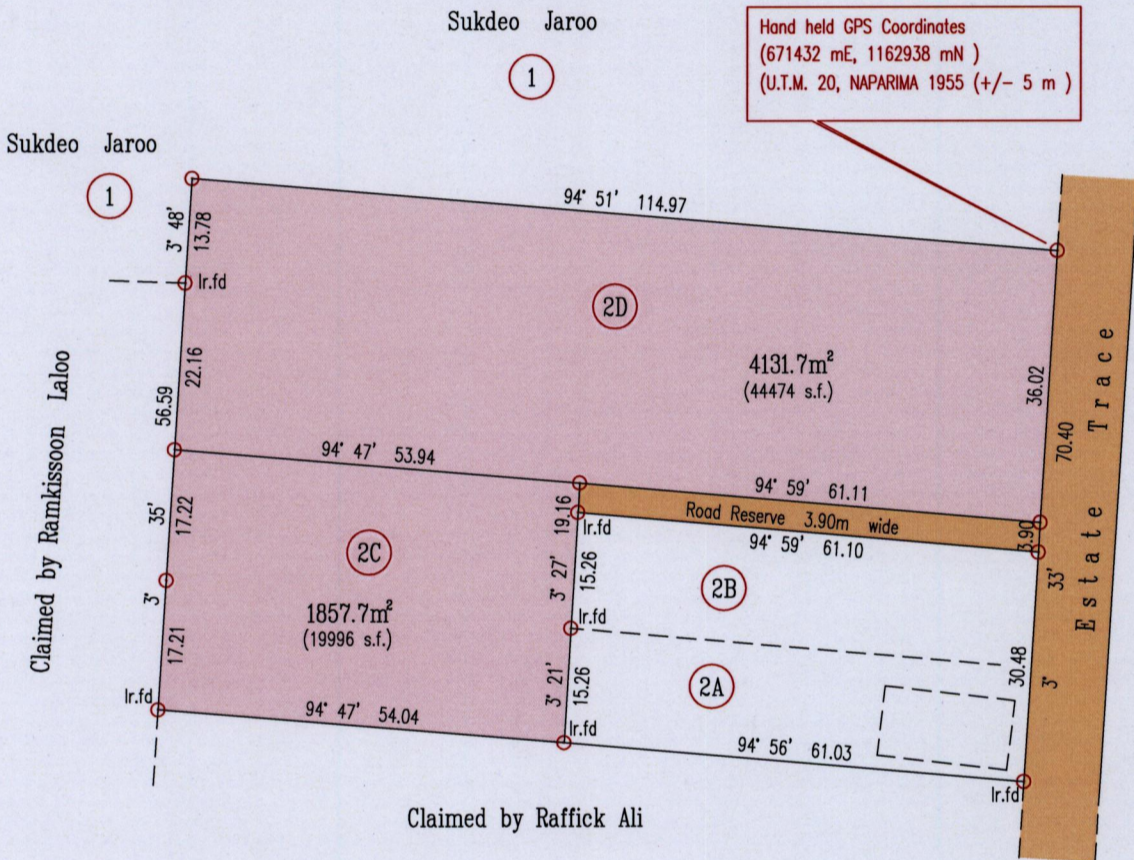 Sukdeo Jaroo
1
Hand held GPS Coordinates
(671432 mE, 1162938 mN )
(U.T.M. 20, NAPARIMA 1955 (+/- 5 m )
Sukdeo Jaroo
1
94° 51' 114.97
3° 48'
13.78
Ir.fd
2D
4131.7m²
(44474 s.f.)
36.02
70.40
Estate Trace
22.16
56.59
Claimed by Ramkissoon Laloo
94° 47' 53.94
94° 59' 61.11
Road Reserve 3.90m wide
3.90
94° 59' 61.10
19.16
Ir.fd
35'
17.22
2C
1857.7m²
(19996 s.f.)
3° 27'
15.26
2B
33'
3°
17.21
Ir.fd
3° 21'
15.26
2A
30.48
3°
Ir.fd
94° 47' 54.04
Ir.fd
94° 56' 61.03
Ir.fd
Claimed by Raffick Ali